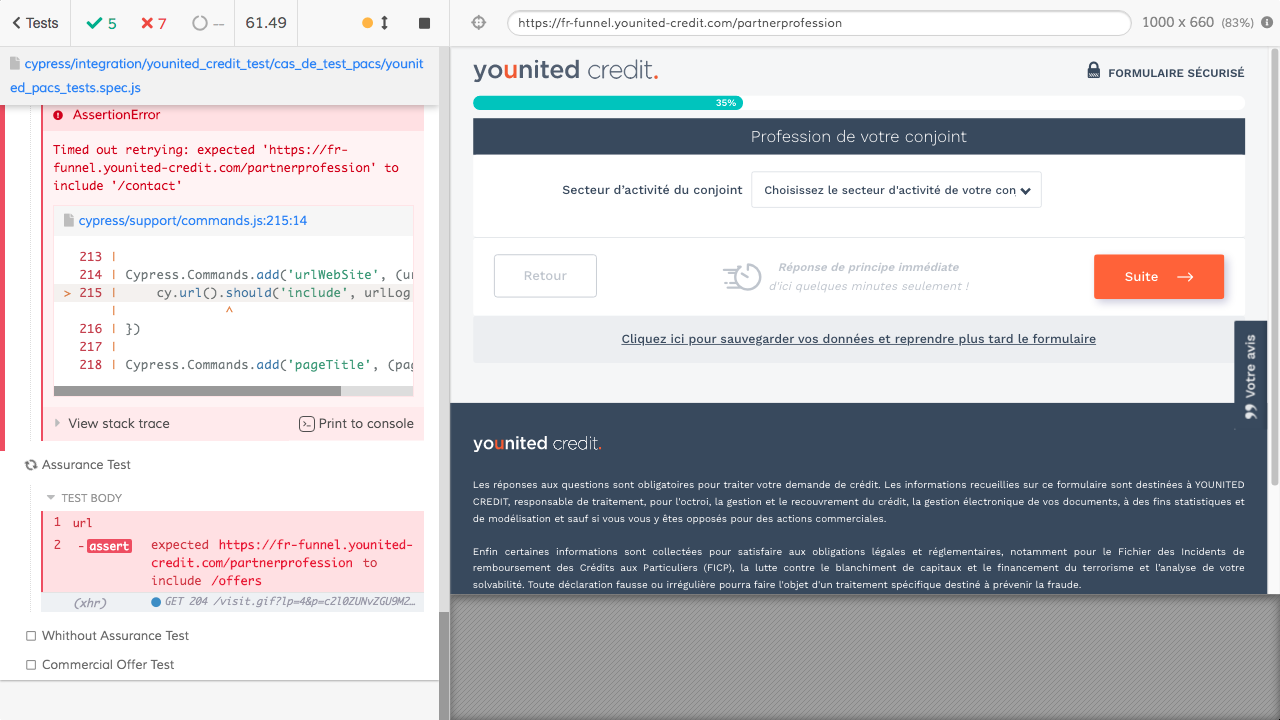 Tests
5
7
--
61.49
cypress/integration/younited_credit_test/cas_de_test_pacs/younit
ed_pacs_tests.spec.js
AssertionError
Timed out retrying: expected 'https://fr-
funnel.younited-credit.com/partnerprofession' to
include '/contact'
cypress/support/commands.js:215:14
213 |
214 | Cypress.Commands.add('urlWebSite', (ur
> 215 | cy.url().should('include', urlLog
| ^
216 | })
217 |
218 | Cypress.Commands.add('pageTitle', (pag
View stack trace
Print to console
Assurance Test
TEST BODY
1 url
2 - assert expected https://fr-funnel.younited-
credit.com/partnerprofession to
include /offers
(xhr) GET 204 /visit.gif?lp=4&p=c2l0ZUNvZGU9M2...
Whithout Assurance Test
Commercial Offer Test
https://fr-funnel.younited-credit.com/partnerprofession
1000 x 660 (83%)
younited credit.
FORMULAIRE SÉCURISÉ
35%
Profession de votre conjoint
Secteur d'activité du conjoint
Choisissez le secteur d'activité de votre con
Retour
Réponse de principe immédiate
d'ici quelques minutes seulement !
Suite
Cliquez ici pour sauvegarder vos données et reprendre plus tard le formulaire
Votre avis
younited credit.
Les réponses aux questions sont obligatoires pour traiter votre demande de crédit. Les informations recueillies sur ce formulaire sont destinées à YOUNITED
CREDIT, responsable de traitement, pour l'octroi, la gestion et le recouvrement du crédit, la gestion électronique de vos documents, à des fins statistiques et
de modélisation et sauf si vous vous y êtes opposés pour des actions commerciales.
Enfin certaines informations sont collectées pour satisfaire aux obligations légales et réglementaires, notamment pour le Fichier des Incidents de
remboursement des Crédits aux Particuliers (FICP), la lutte contre le blanchiment de capitaux et le financement du terrorisme et l'analyse de votre
solvabilité. Toute déclaration fausse ou irrégulière pourra faire l'objet d'un traitement spécifique destiné à prévenir la fraude.